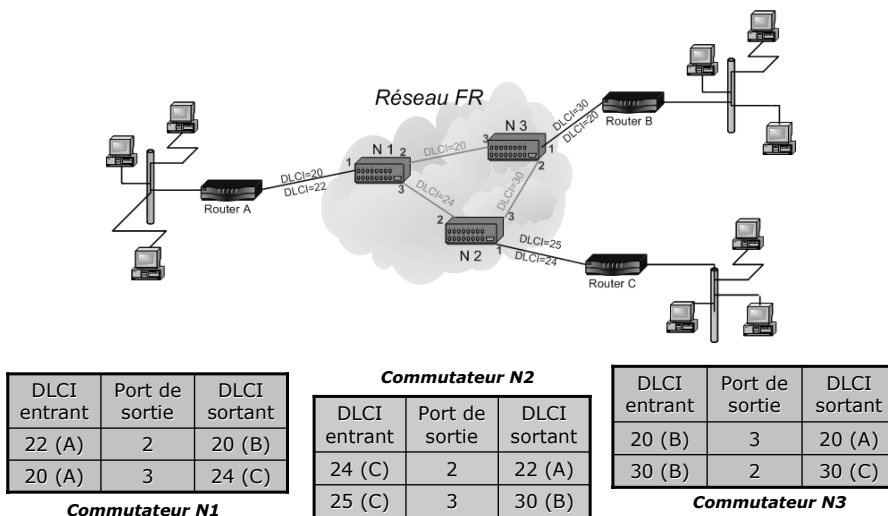 Réseau FR
N 3
DLCI=30
DLCI=20
Router B
3
1
2
N 1
2
1
3
DLCI=20
DLCI=20
DLCI=22
Router A
DLCI=24
DLCI=30
2
3
1
N 2
DLCI=25
DLCI=24
Router C
DLCI entrant Port de sortie DLCI sortant
22 (A) 2 20 (B)
20 (A) 3 24 (C)
Commutateur N1
Commutateur N2
DLCI entrant Port de sortie DLCI sortant
24 (C) 2 22 (A)
25 (C) 3 30 (B)
DLCI entrant Port de sortie DLCI sortant
20 (B) 3 20 (A)
30 (B) 2 30 (C)
Commutateur N3